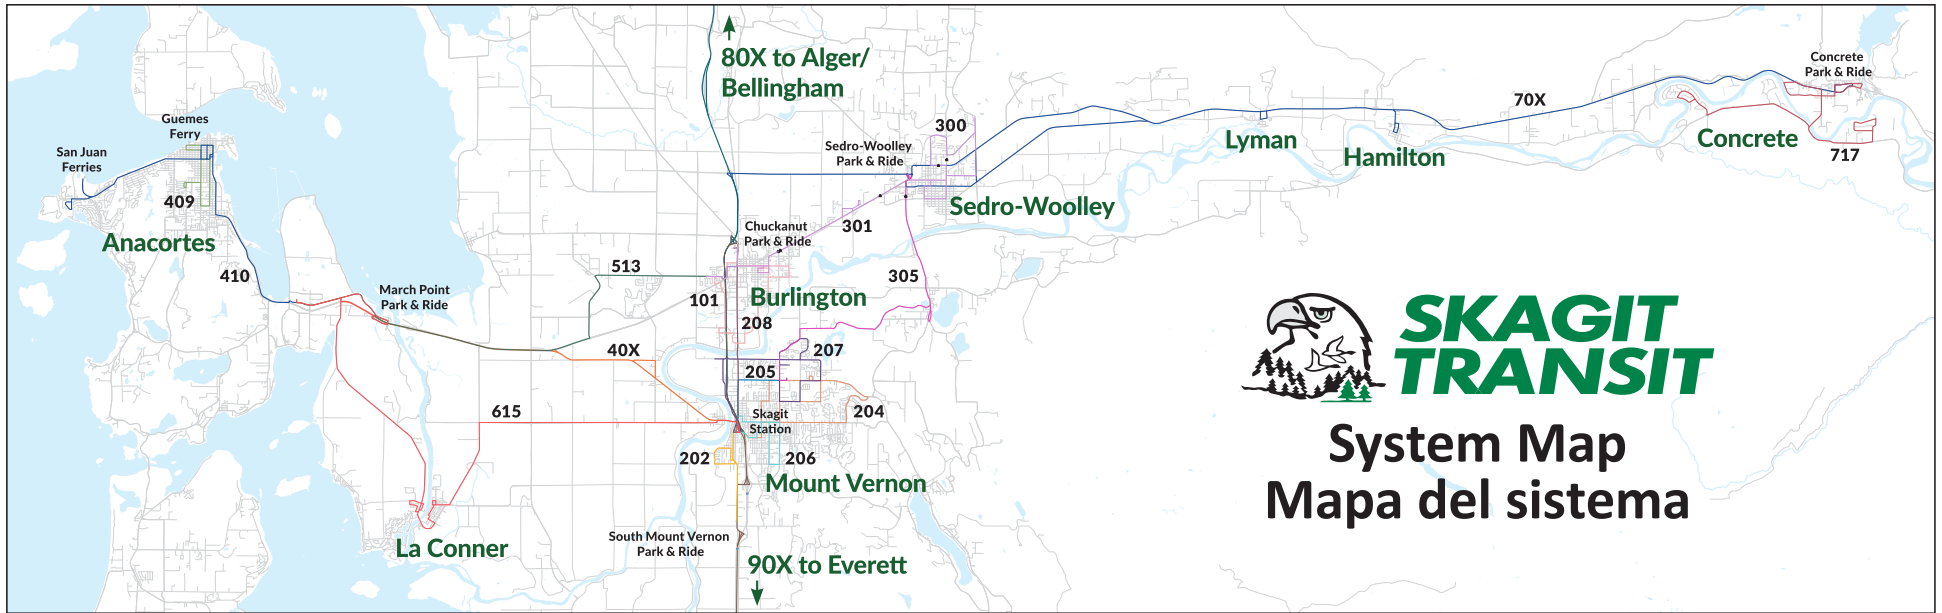 80X to Alger/
Bellingham
Guemes
Ferry
San Juan
Ferries
409
Anacortes
410
March Point
Park & Ride
513
40X
615
La Conner
Sedro-Woolley
Park & Ride
300
Sedro-Woolley
301
Chuckanut
Park & Ride
305
101
Burlington
208
207
205
204
Skagit
Station
202
206
Mount Vernon
South Mount Vernon
Park & Ride
90X to Everett
Lyman
Hamilton
70X
Concrete
Park & Ride
Concrete
717
SKAGIT
TRANSIT
System Map
Mapa del sistema